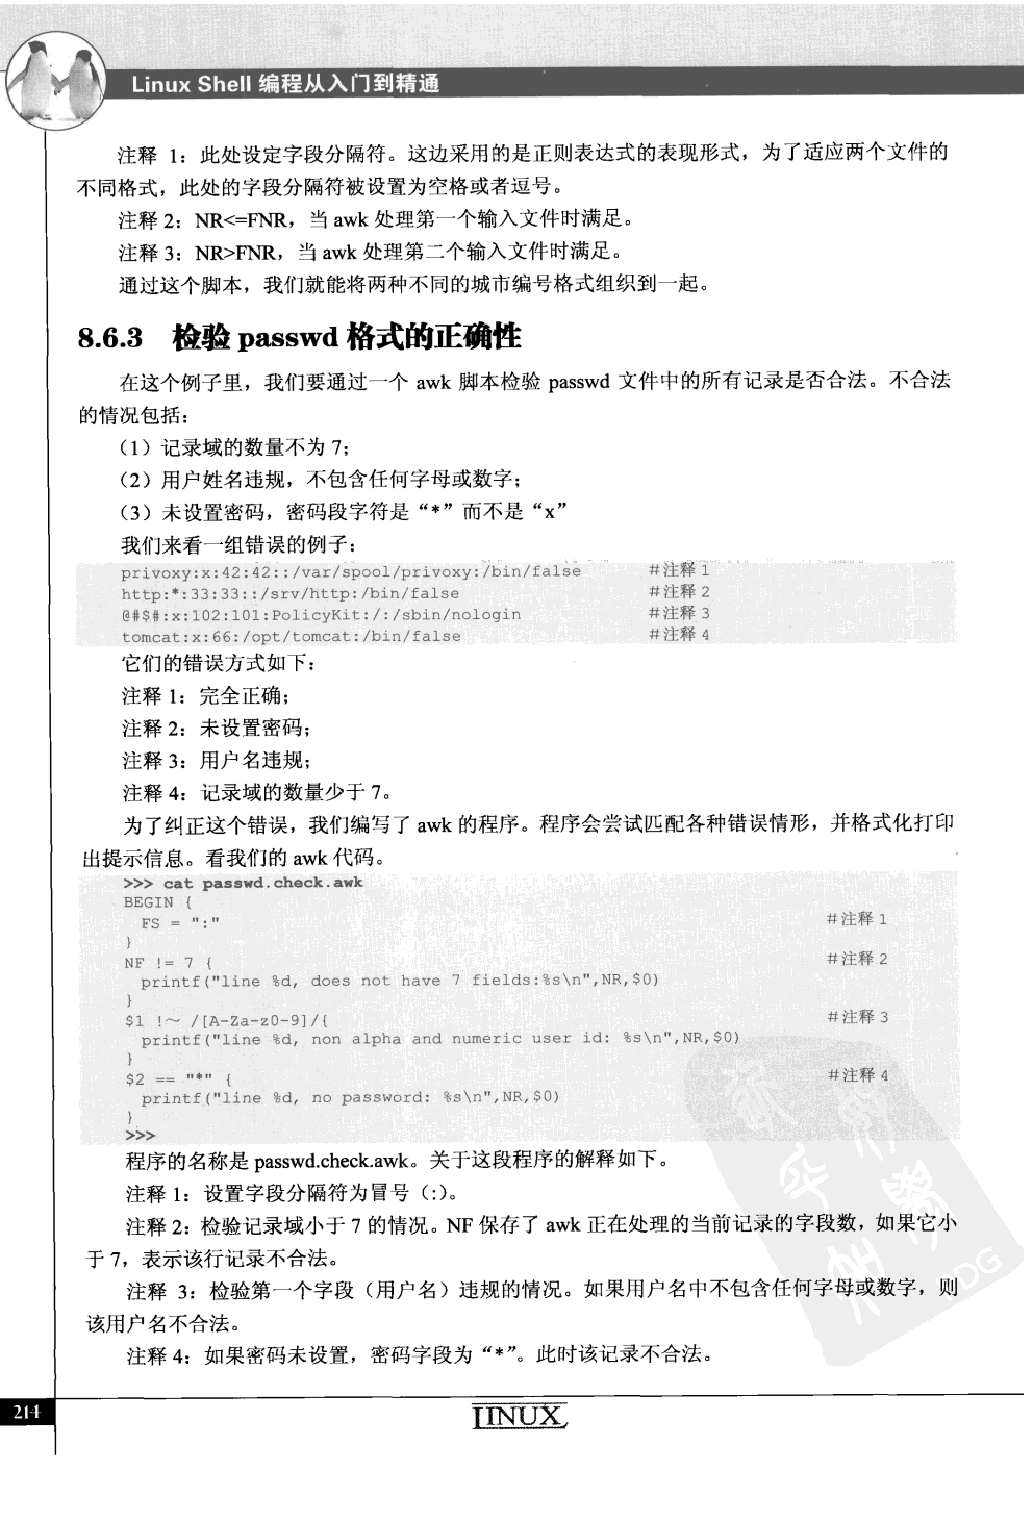 Linux Shell 编程从入门到精通
注释 1：此处设定字段分隔符。这边采用的是正则表达式的表现形式，为了适应两个文件的
不同格式，此处的字段分隔符被设置为空格或者逗号。
注释 2：NR<=FNR，当 awk 处理第一个输入文件时满足。
注释 3：NR>FNR，当 awk 处理第二个输入文件时满足。
通过这个脚本，我们就能将两种不同的城市编号格式组织到一起。
8.6.3 检验 passwd 格式的正确性
在这个例子里，我们要通过一个 awk 脚本检验 passwd 文件中的所有记录是否合法。不合法
的情况包括：
（1）记录域的数量不为 7；
（2）用户姓名违规，不包含任何字母或数字；
（3）未设置密码，密码段字符是“*”而不是“x”
我们来看一组错误的例子：
privoxy:x:42:42::/var/spool/privoxy:/bin/false #注释 1
http:*:33:33::/srv/http:/bin/false #注释 2
@#$#:x:102:101:PolicyKit:/:/sbin/nologin #注释 3
tomcat:x:66:/opt/tomcat:/bin/false #注释 4
它们的错误方式如下：
注释 1：完全正确；
注释 2：未设置密码；
注释 3：用户名违规；
注释 4：记录域的数量少于 7。
为了纠正这个错误，我们编写了 awk 的程序。程序会尝试匹配各种错误情形，并格式化打印
出提示信息。看我们的 awk 代码。
>>> cat passwd.check.awk
BEGIN {
FS = ":" #注释 1
}
NF != 7 { #注释 2
printf("line %d, does not have 7 fields:%s\n",NR,$0)
}
$1 !~ /[A-Za-z0-9]/{ #注释 3
printf("line %d, non alpha and numeric user id: %s\n",NR,$0)
}
$2 == "*" { #注释 4
printf("line %d, no password: %s\n",NR,$0)
}
>>>
程序的名称是 passwd.check.awk。关于这段程序的解释如下。
注释 1：设置字段分隔符为冒号（:）。
注释 2：检验记录域小于 7 的情况。NF 保存了 awk 正在处理的当前记录的字段数，如果它小
于 7，表示该行记录不合法。
注释 3：检验第一个字段（用户名）违规的情况。如果用户名中不包含任何字母或数字，则
该用户名不合法。
注释 4：如果密码未设置，密码字段为“*”。此时该记录不合法。
214
LINUX